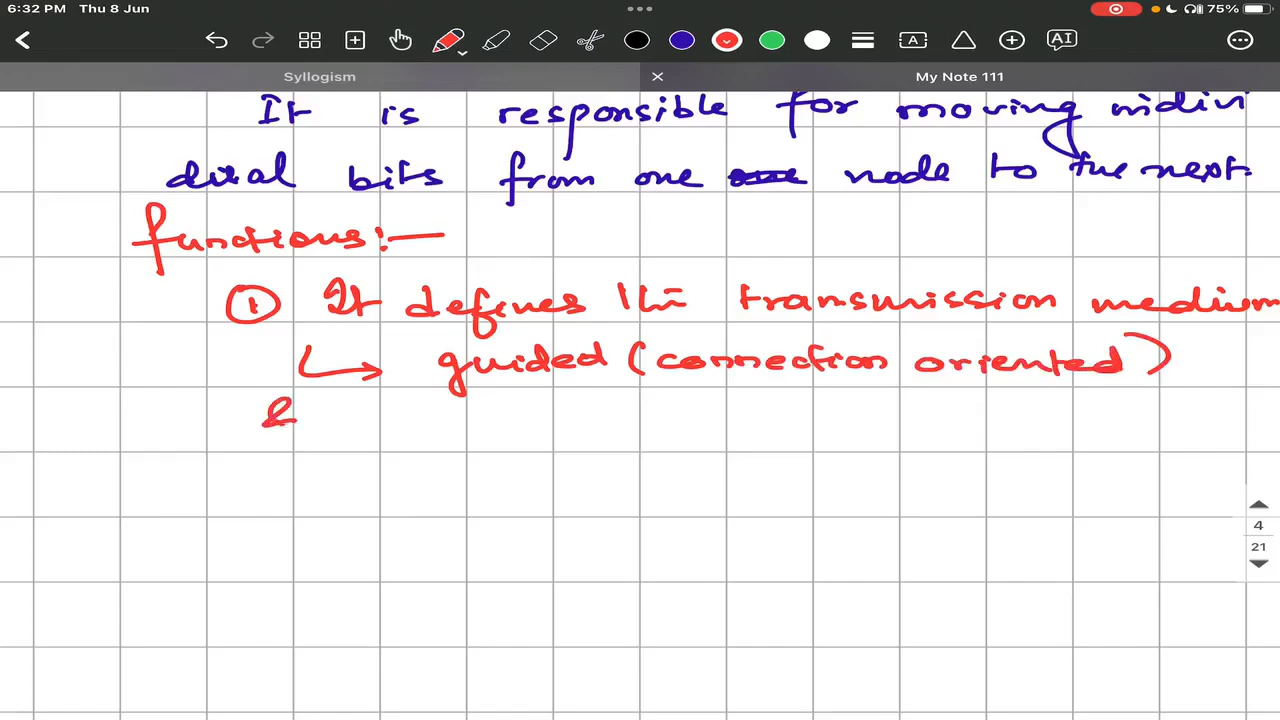 6:32 PM Thu 8 Jun 75%
A AI
Syllogism My Note 111
It is responsible for moving indivi
dual bits from one node to the next.
functions:—
① It defines the transmission medium
guided (connection oriented)
&
4
21